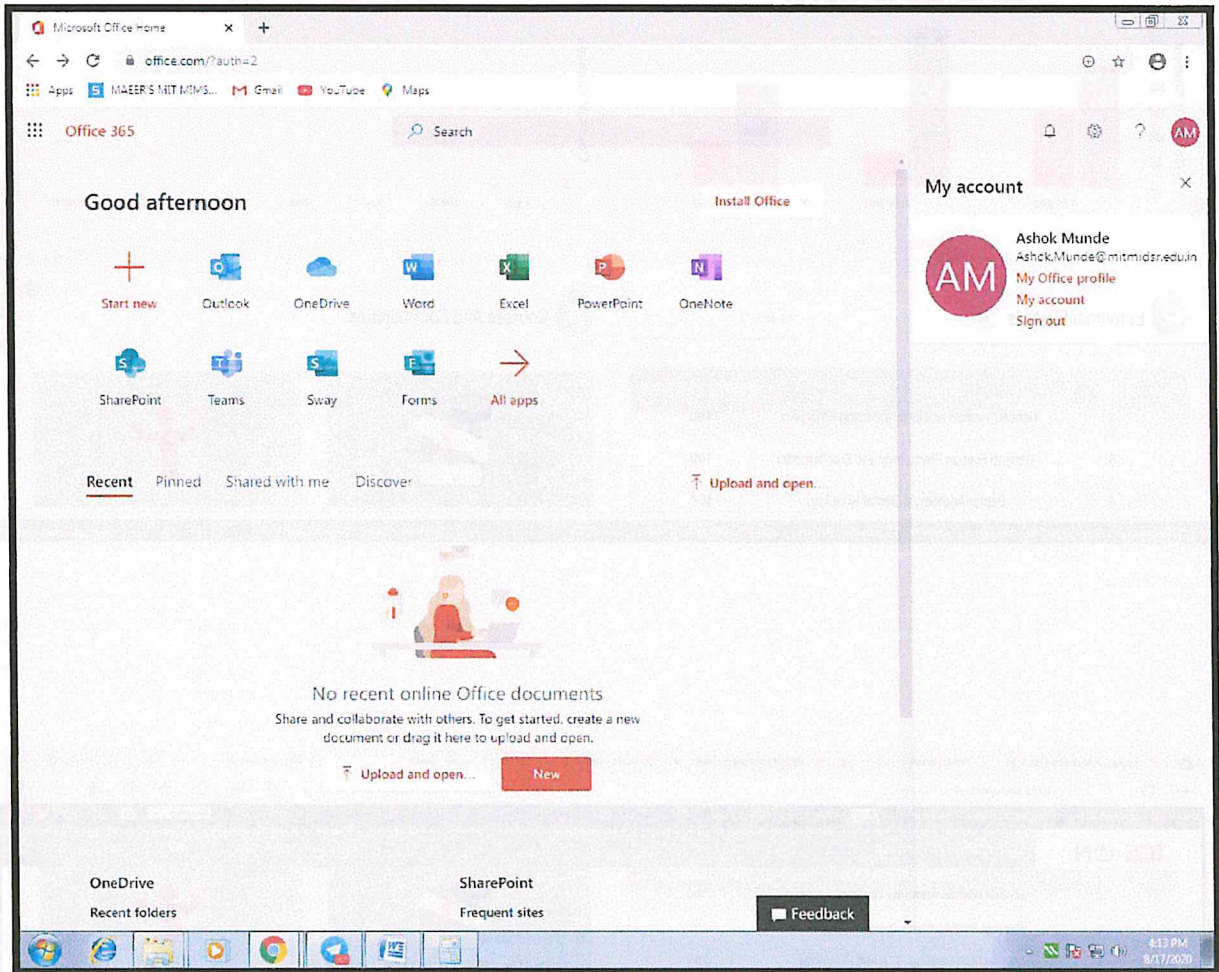 Microsoft Office Home
office.com/?auth=2
Apps MAEER'S MIT MIMS... Gmail YouTube Maps
Office 365
Search
AM
Good afternoon
Install Office
Start new Outlook OneDrive Word Excel PowerPoint OneNote
SharePoint Teams Sway Forms All apps
Recent Pinned Shared with me Discover
Upload and open...
No recent online Office documents
Share and collaborate with others. To get started, create a new
document or drag it here to upload and open.
Upload and open... New
OneDrive SharePoint
Recent folders Frequent sites
Feedback
My account
AM
Ashok Munde
Ashok.Munde@mitmidsr.edu.in
My Office profile
My account
Sign out
4:13 PM
8/17/2020